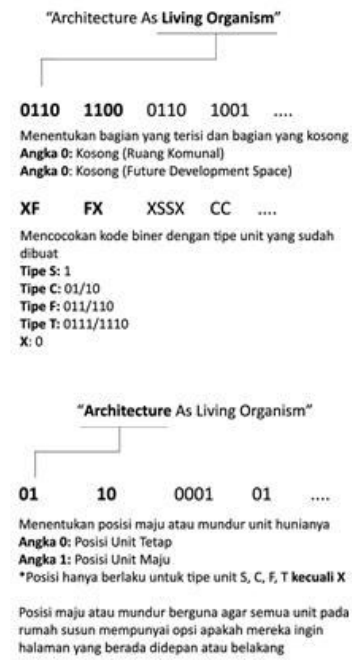 "Architecture As Living Organism"
0110 1100 0110 1001 ....
Menentukan bagian yang terisi dan bagian yang kosong
Angka 0: Kosong (Ruang Komunal)
Angka 0: Kosong (Future Development Space)
XF FX XSSX CC ....
Mencocokan kode biner dengan tipe unit yang sudah
dibuat
Tipe S: 1
Tipe C: 01/10
Tipe F: 011/110
Tipe T: 0111/1110
X: 0
"Architecture As Living Organism"
01 10 0001 01 ....
Menentukan posisi maju atau mundur unit hunianya
Angka 0: Posisi Unit Tetap
Angka 1: Posisi Unit Maju
*Posisi hanya berlaku untuk tipe unit S, C, F, T kecuali X
Posisi maju atau mundur berguna agar semua unit pada
rumah susun mempunyai opsi apakah mereka ingin
halaman yang berada didepan atau belakang